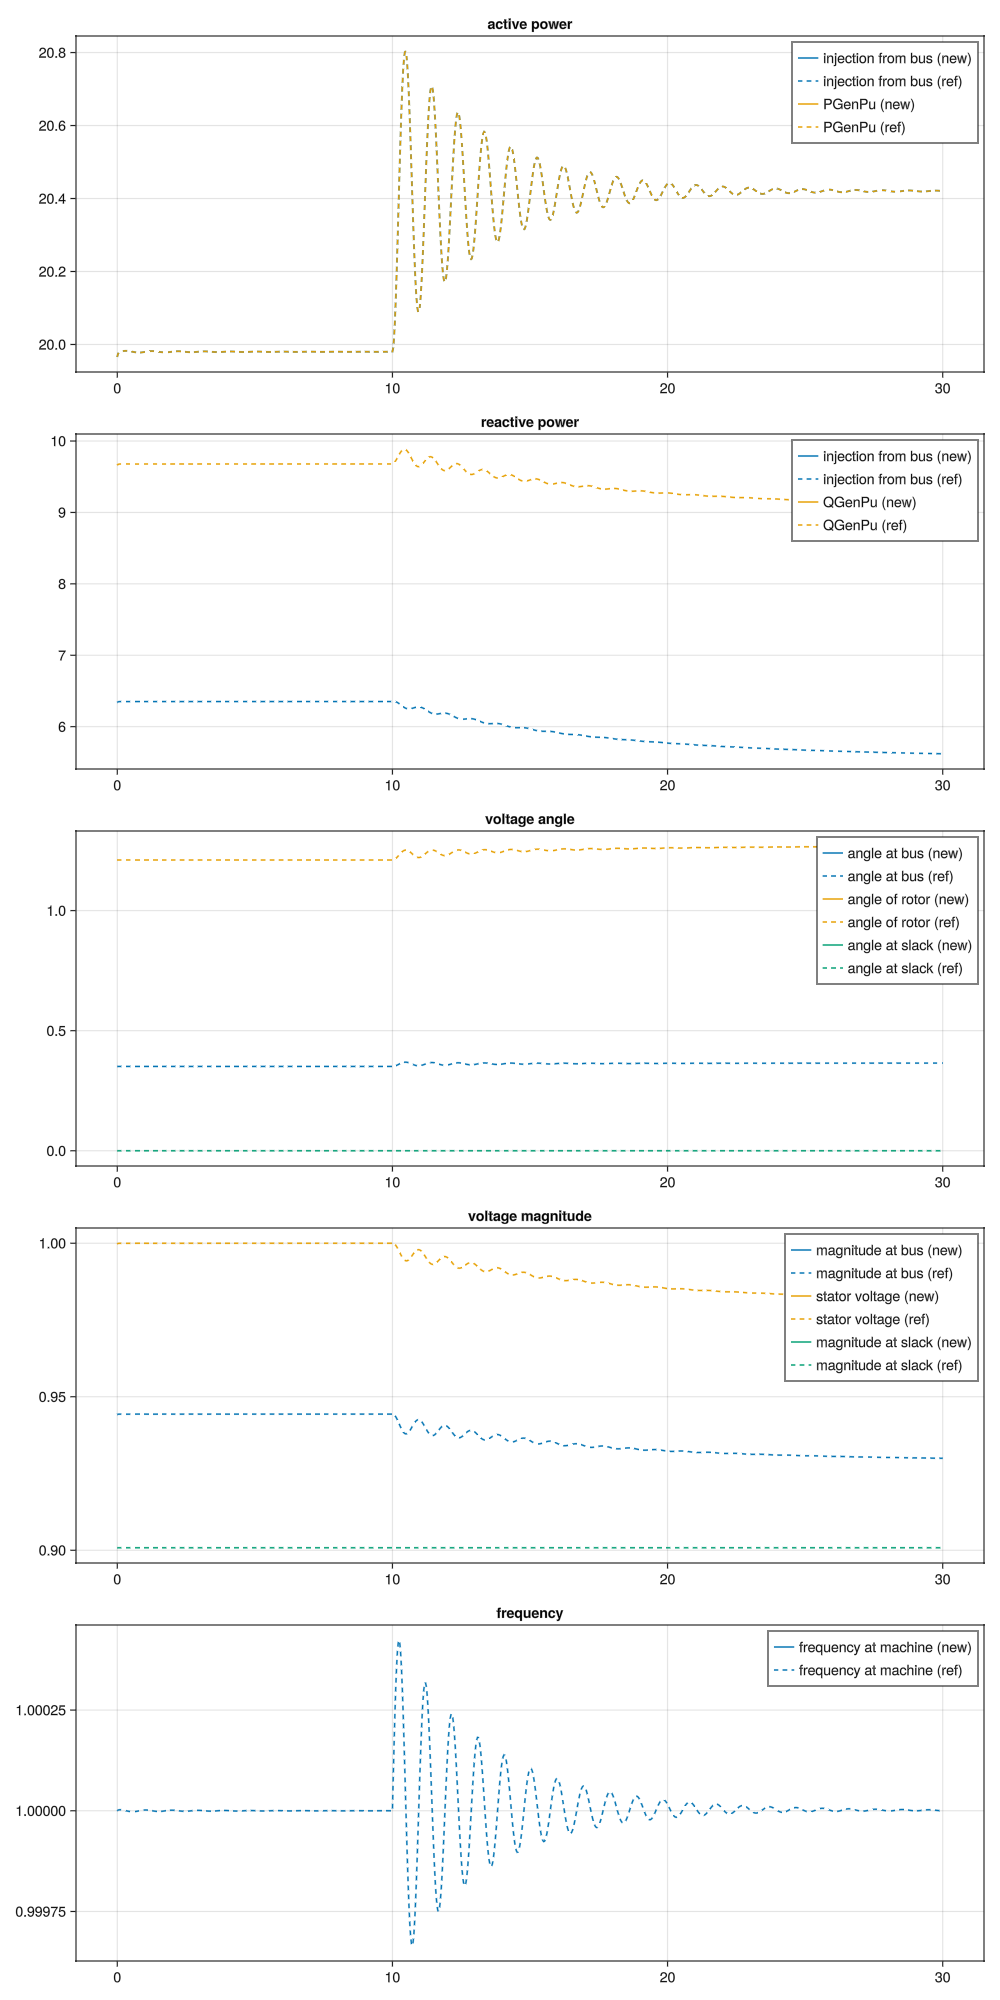 active power
20.8
20.6
20.4
20.2
20.0
injection from bus (new)
injection from bus (ref)
PGenPu (new)
PGenPu (ref)
0 10 20 30
reactive power
10
9
8
7
6
injection from bus (new)
injection from bus (ref)
QGenPu (new)
QGenPu (ref)
0 10 20 30
voltage angle
1.0
0.5
0.0
angle at bus (new)
angle at bus (ref)
angle of rotor (new)
angle of rotor (ref)
angle at slack (new)
angle at slack (ref)
0 10 20 30
voltage magnitude
1.00
0.95
0.90
magnitude at bus (new)
magnitude at bus (ref)
stator voltage (new)
stator voltage (ref)
magnitude at slack (new)
magnitude at slack (ref)
0 10 20 30
frequency
1.00025
1.00000
0.99975
frequency at machine (new)
frequency at machine (ref)
0 10 20 30